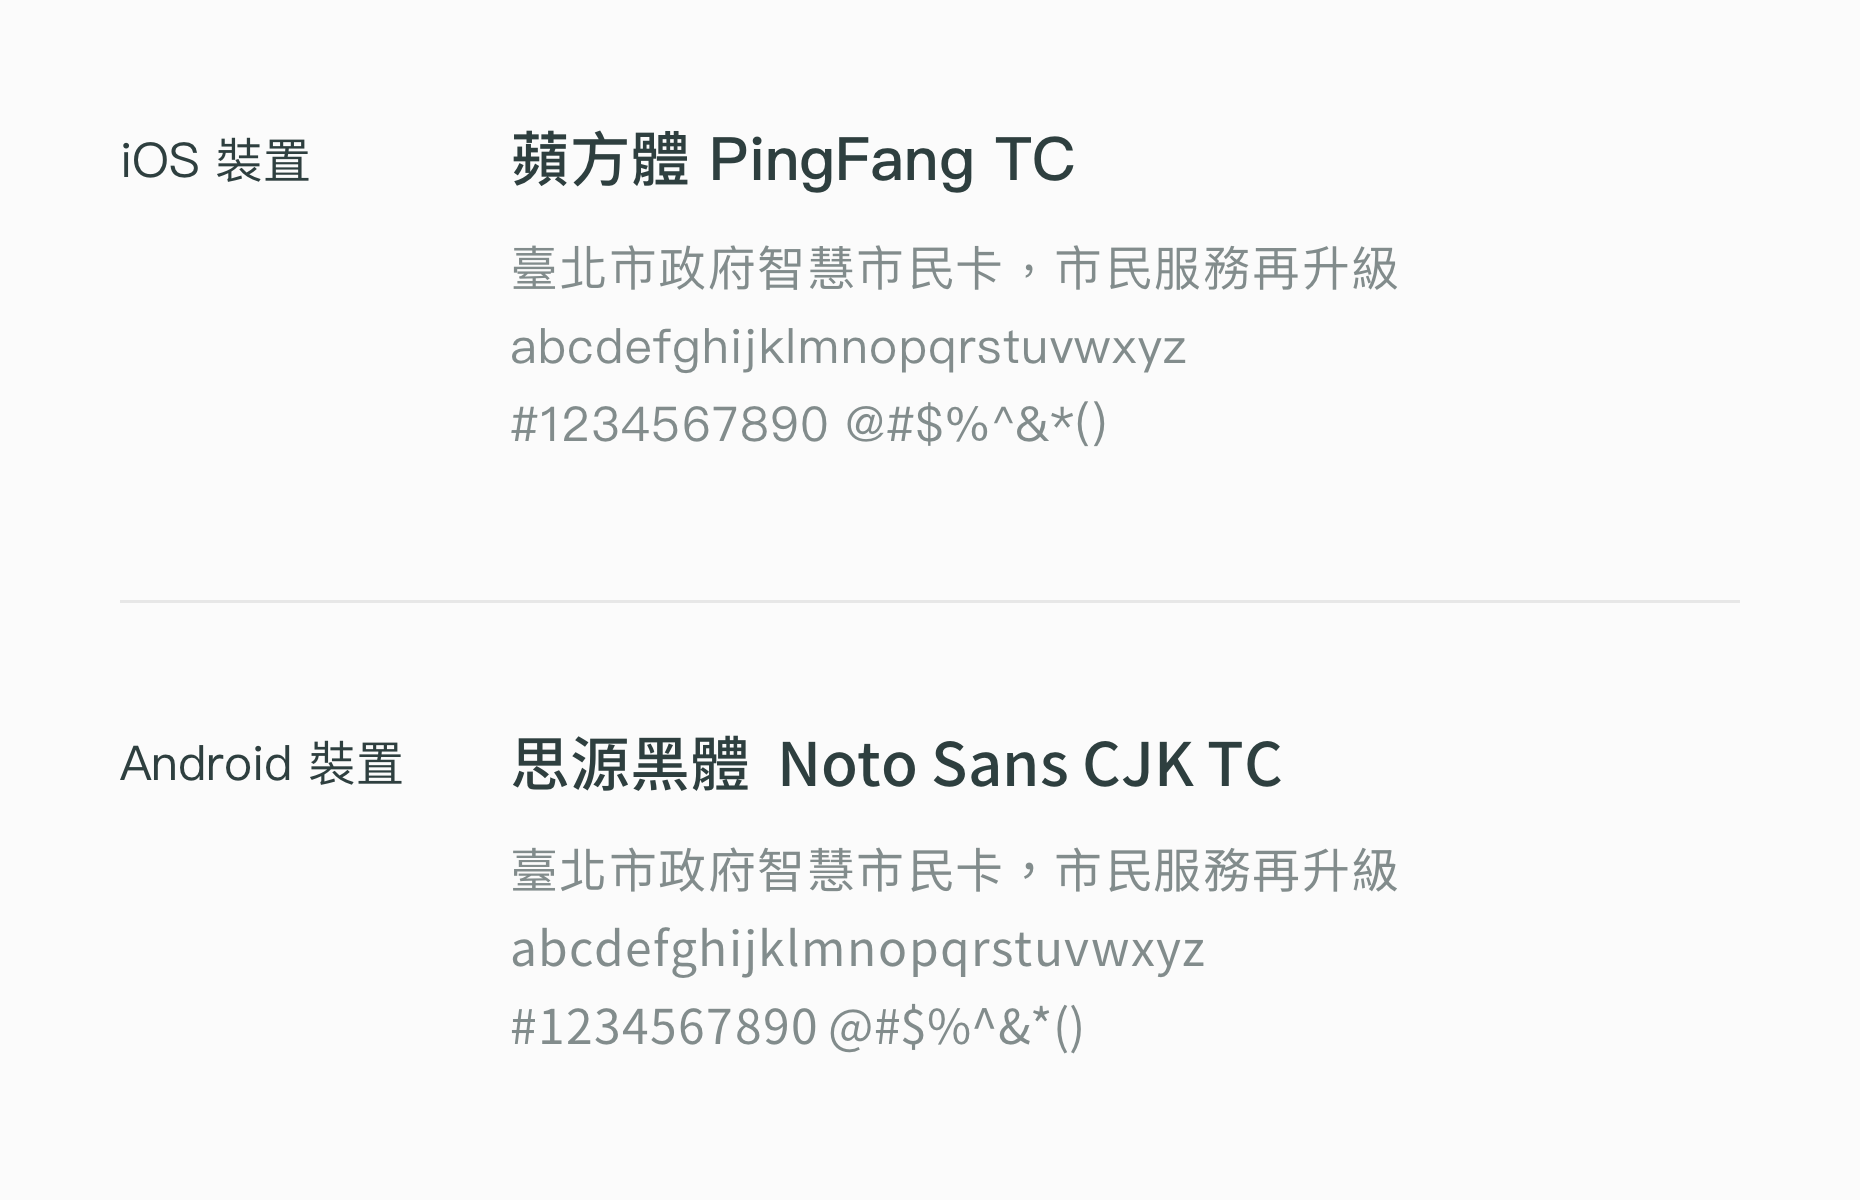 iOS 裝置
蘋方體 PingFang TC
臺北市政府智慧市民卡，市民服務再升級
abcdefghijklmnopqrstuvwxyz
#1234567890 @#$%^&*()
Android 裝置
思源黑體 Noto Sans CJK TC
臺北市政府智慧市民卡，市民服務再升級
abcdefghijklmnopqrstuvwxyz
#1234567890 @#$%^&*()